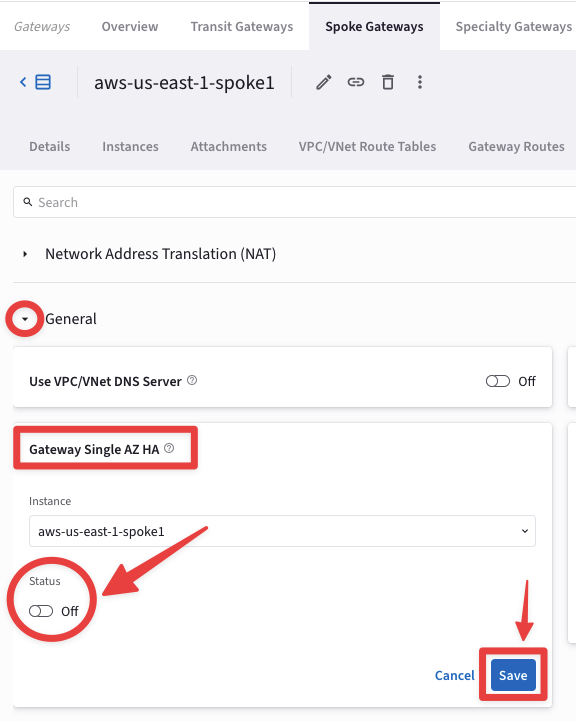 Gateways Overview Transit Gateways Spoke Gateways Specialty Gateways
aws-us-east-1-spoke1
Details Instances Attachments VPC/VNet Route Tables Gateway Routes
Search
Network Address Translation (NAT)
General
Use VPC/VNet DNS Server Off
Gateway Single AZ HA
Instance
aws-us-east-1-spoke1
Status
Off
Cancel Save